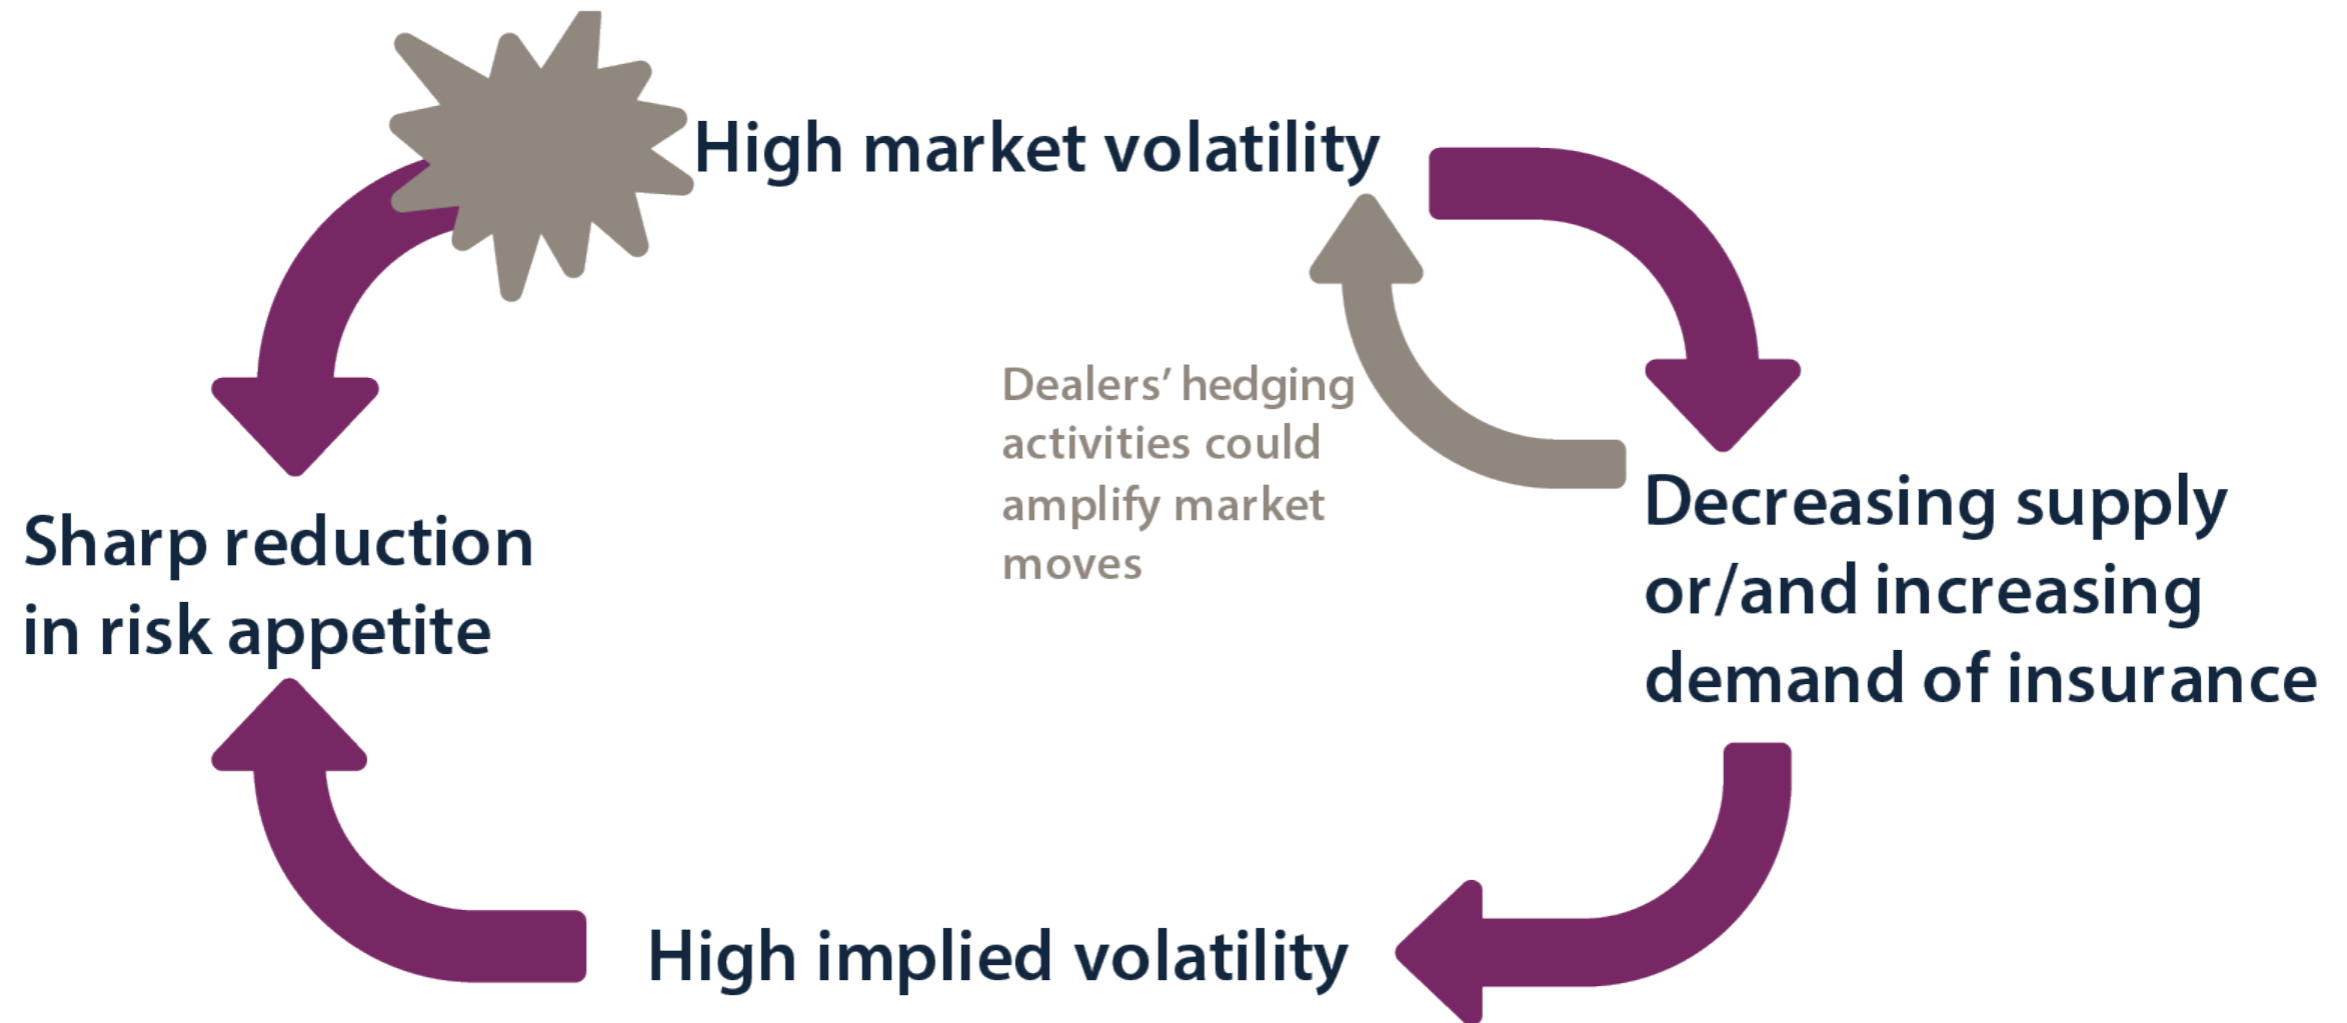 High market volatility
Dealers’ hedging
activities could
amplify market
moves
Decreasing supply
or/and increasing
demand of insurance
Sharp reduction
in risk appetite
High implied volatility